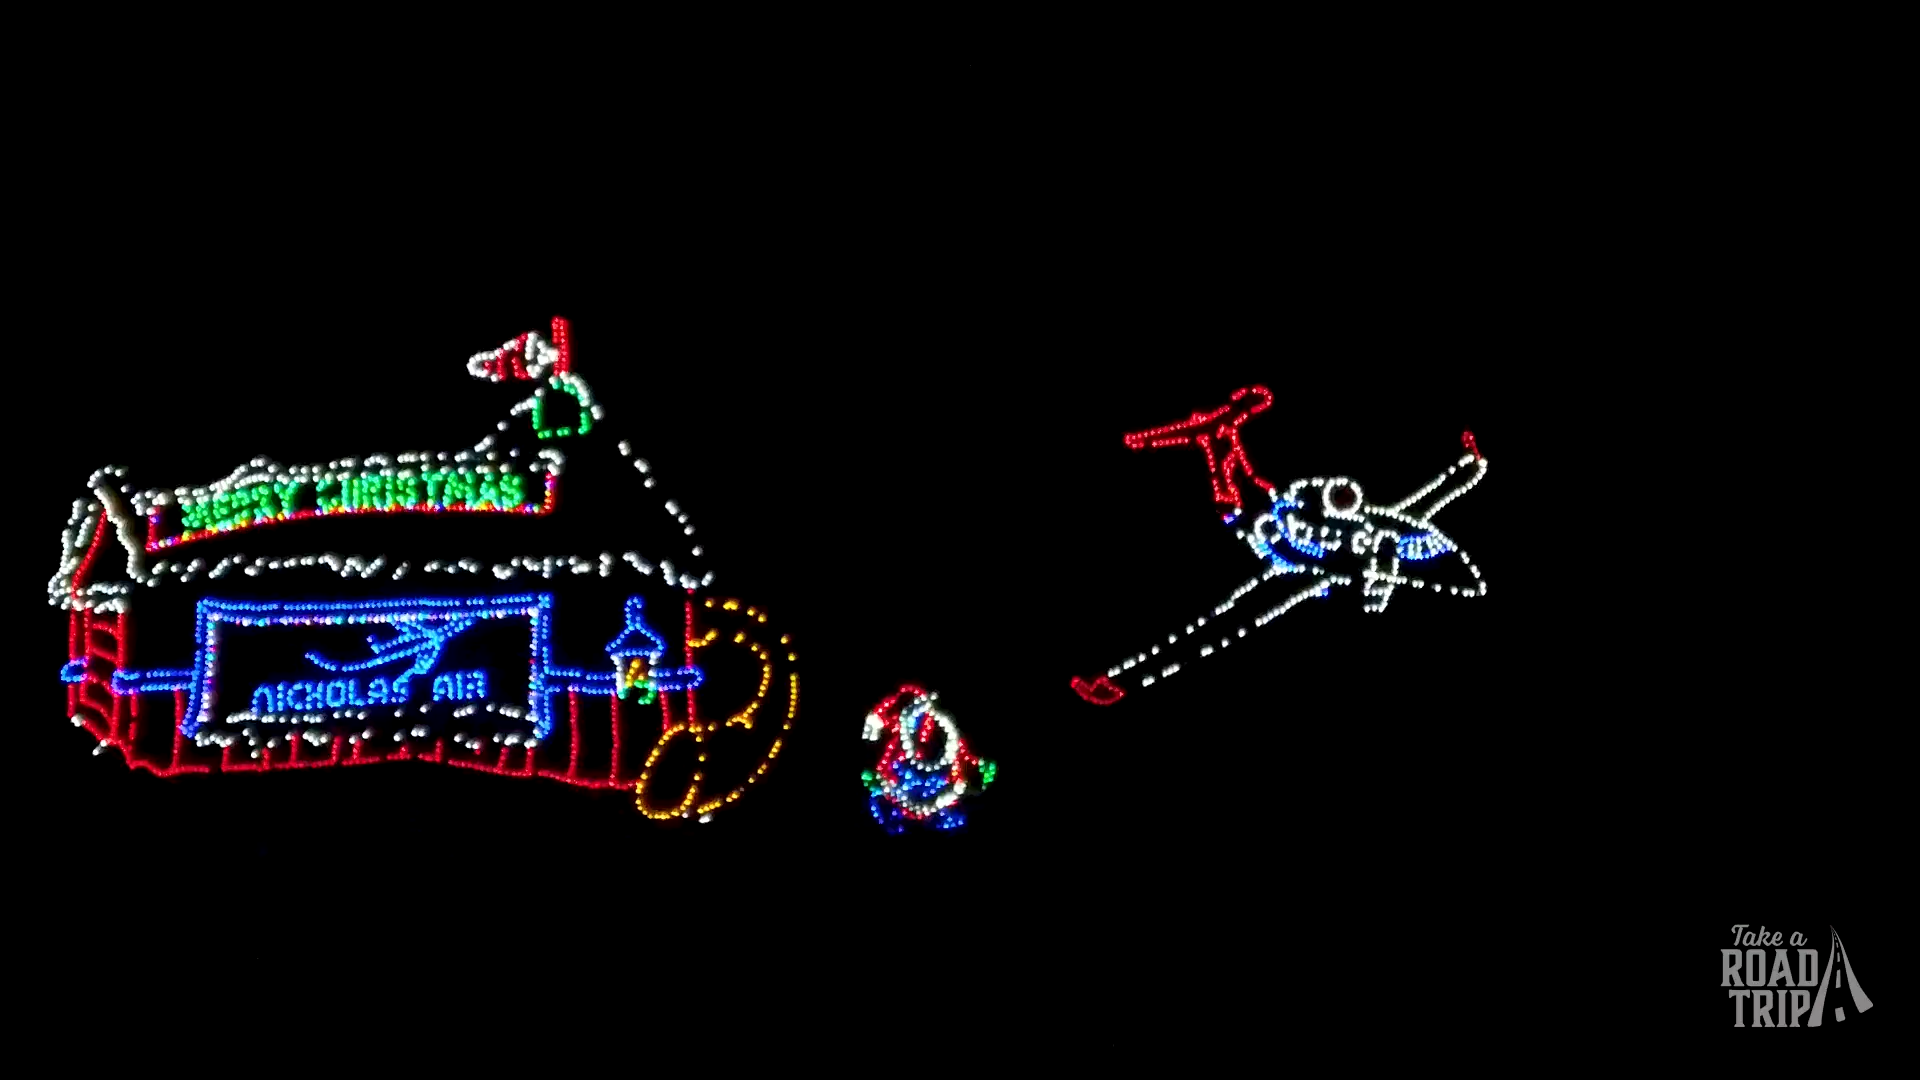 MERRY CHRISTMAS
NICHOLAS AIR
Take a
ROAD
TRIP